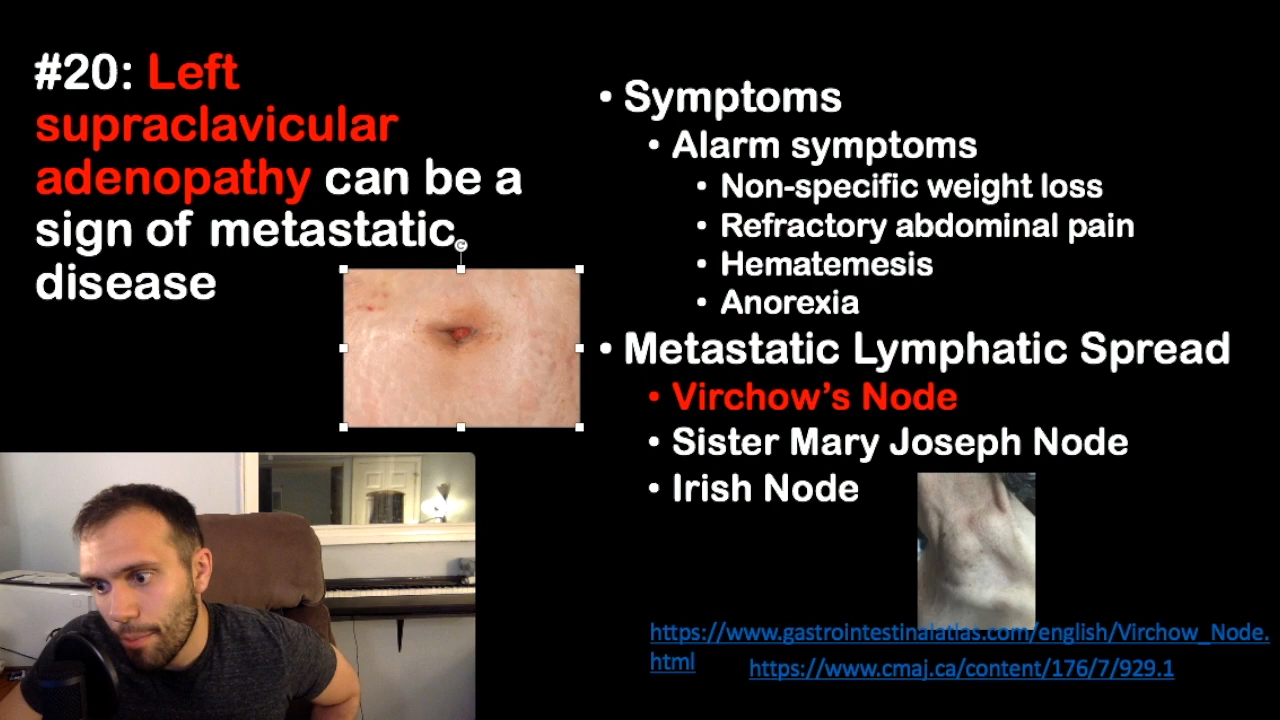 #20: Left
supraclavicular
adenopathy can be a
sign of metastatic
disease
• Symptoms
• Alarm symptoms
• Non-specific weight loss
• Refractory abdominal pain
• Hematemesis
• Anorexia
• Metastatic Lymphatic Spread
• Virchow’s Node
• Sister Mary Joseph Node
• Irish Node
https://www.gastrointestinalatlas.com/english/Virchow_Node.
html
https://www.cmaj.ca/content/176/7/929.1